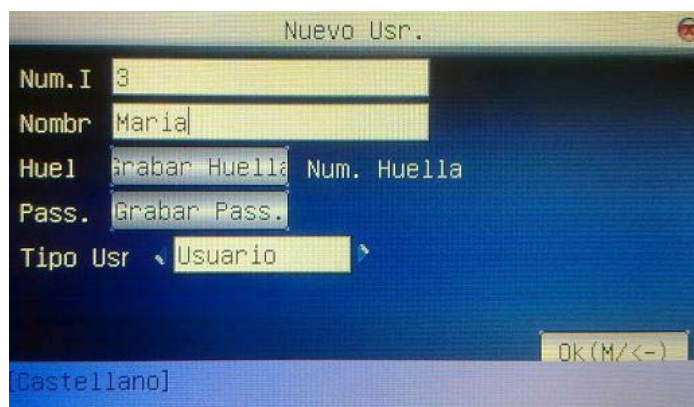 Nuevo Usr.
Num.I 3
Nombr Maria
Huel Grabar Huella Num. Huella
Pass. Grabar Pass.
Tipo Usr Usuario
Ok(M/<-)
[Castellano]